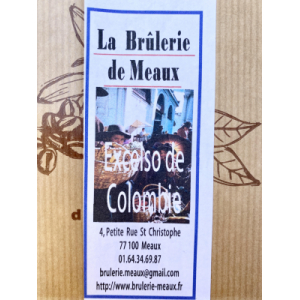 La Brûlerie
de Meaux
Excelso de
Colombie
d
4, Petite Rue St Christophe
77 100 Meaux
01.64.34.69.87
brulerie.meaux@gmail.com
http://www.brulerie-meaux.fr